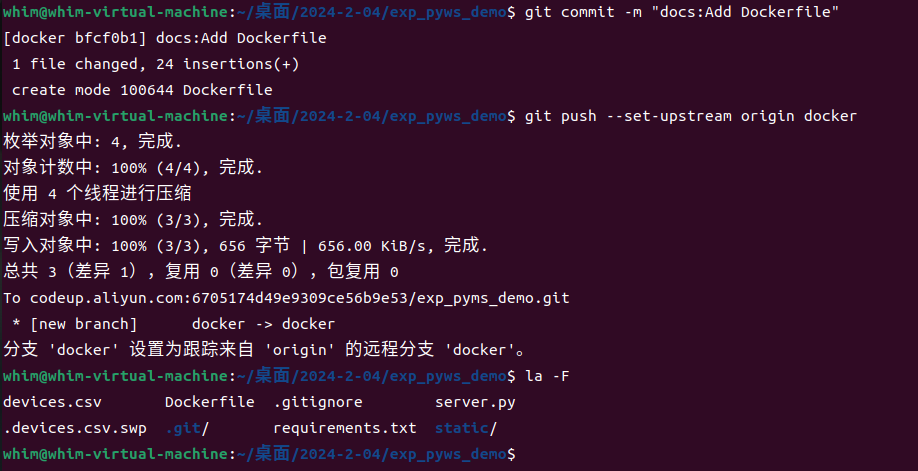 whim@whim-virtual-machine:~/桌面/2024-2-04/exp_pyws_demo$ git commit -m "docs:Add Dockerfile"
[docker bfcf0b1] docs:Add Dockerfile
 1 file changed, 24 insertions(+)
 create mode 100644 Dockerfile
whim@whim-virtual-machine:~/桌面/2024-2-04/exp_pyws_demo$ git push --set-upstream origin docker
枚举对象中: 4, 完成.
对象计数中: 100% (4/4), 完成.
使用 4 个线程进行压缩
压缩对象中: 100% (3/3), 完成.
写入对象中: 100% (3/3), 656 字节 | 656.00 KiB/s, 完成.
总共 3（差异 1），复用 0（差异 0），包复用 0
To codeup.aliyun.com:6705174d49e9309ce56b9e53/exp_pyms_demo.git
 * [new branch]      docker -> docker
分支 'docker' 设置为跟踪来自 'origin' 的远程分支 'docker'。
whim@whim-virtual-machine:~/桌面/2024-2-04/exp_pyws_demo$ la -F
devices.csv       Dockerfile  .gitignore        server.py
.devices.csv.swp  .git/       requirements.txt  static/
whim@whim-virtual-machine:~/桌面/2024-2-04/exp_pyws_demo$